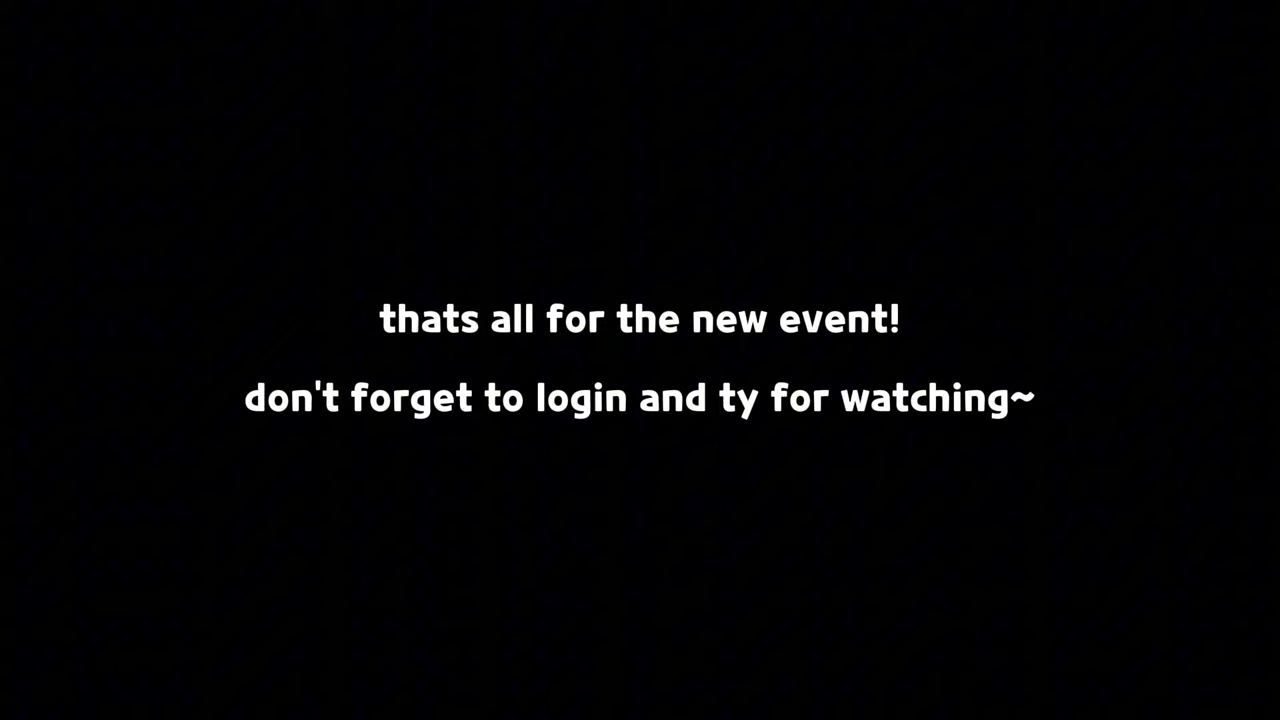 thats all for the new event!
don't forget to login and ty for watching~